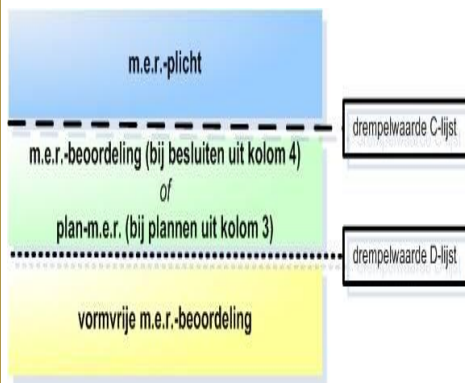 m.e.r.-plicht
drempelwaarde C-lijst
m.e.r.-beoordeling (bij besluiten uit kolom 4)
of
plan-m.e.r. (bij plannen uit kolom 3)
drempelwaarde D-lijst
vormvrije m.e.r.-beoordeling